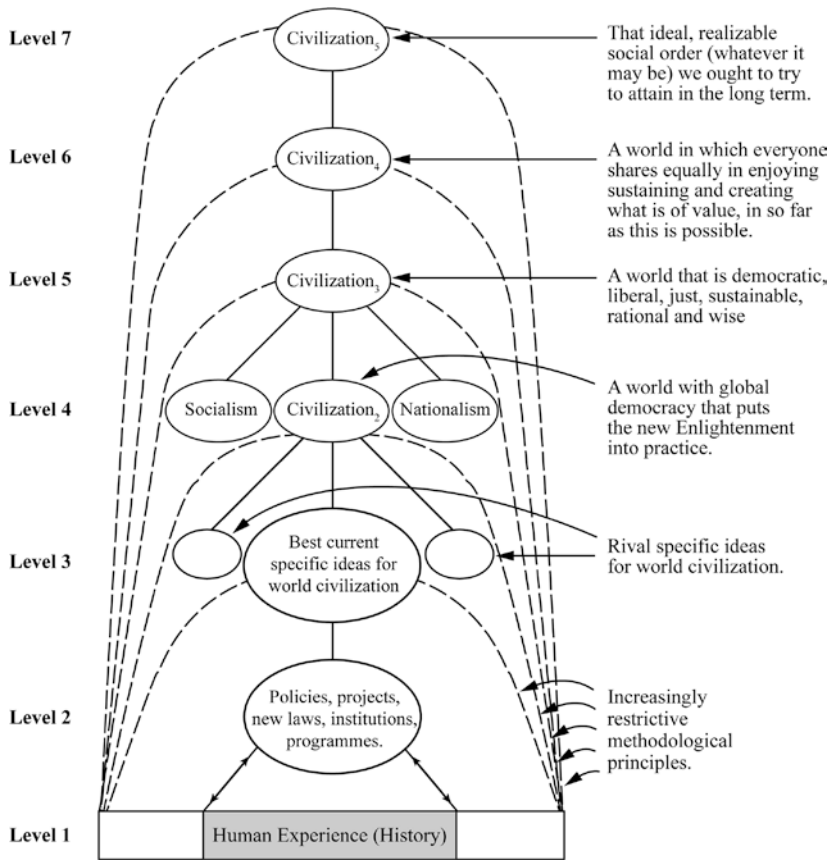 Level 7
Civilization₅
That ideal, realizable
social order (whatever it
may be) we ought to try
to attain in the long term.
Level 6
Civilization₄
A world in which everyone
shares equally in enjoying
sustaining and creating
what is of value, in so far
as this is possible.
Level 5
Civilization₃
A world that is democratic,
liberal, just, sustainable,
rational and wise
Level 4
Socialism
Civilization₂
Nationalism
A world with global
democracy that puts
the new Enlightenment
into practice.
Level 3
Best current
specific ideas for
world civilization
Rival specific ideas
for world civilization.
Level 2
Policies, projects,
new laws, institutions,
programmes.
Increasingly
restrictive
methodological
principles.
Level 1
Human Experience (History)